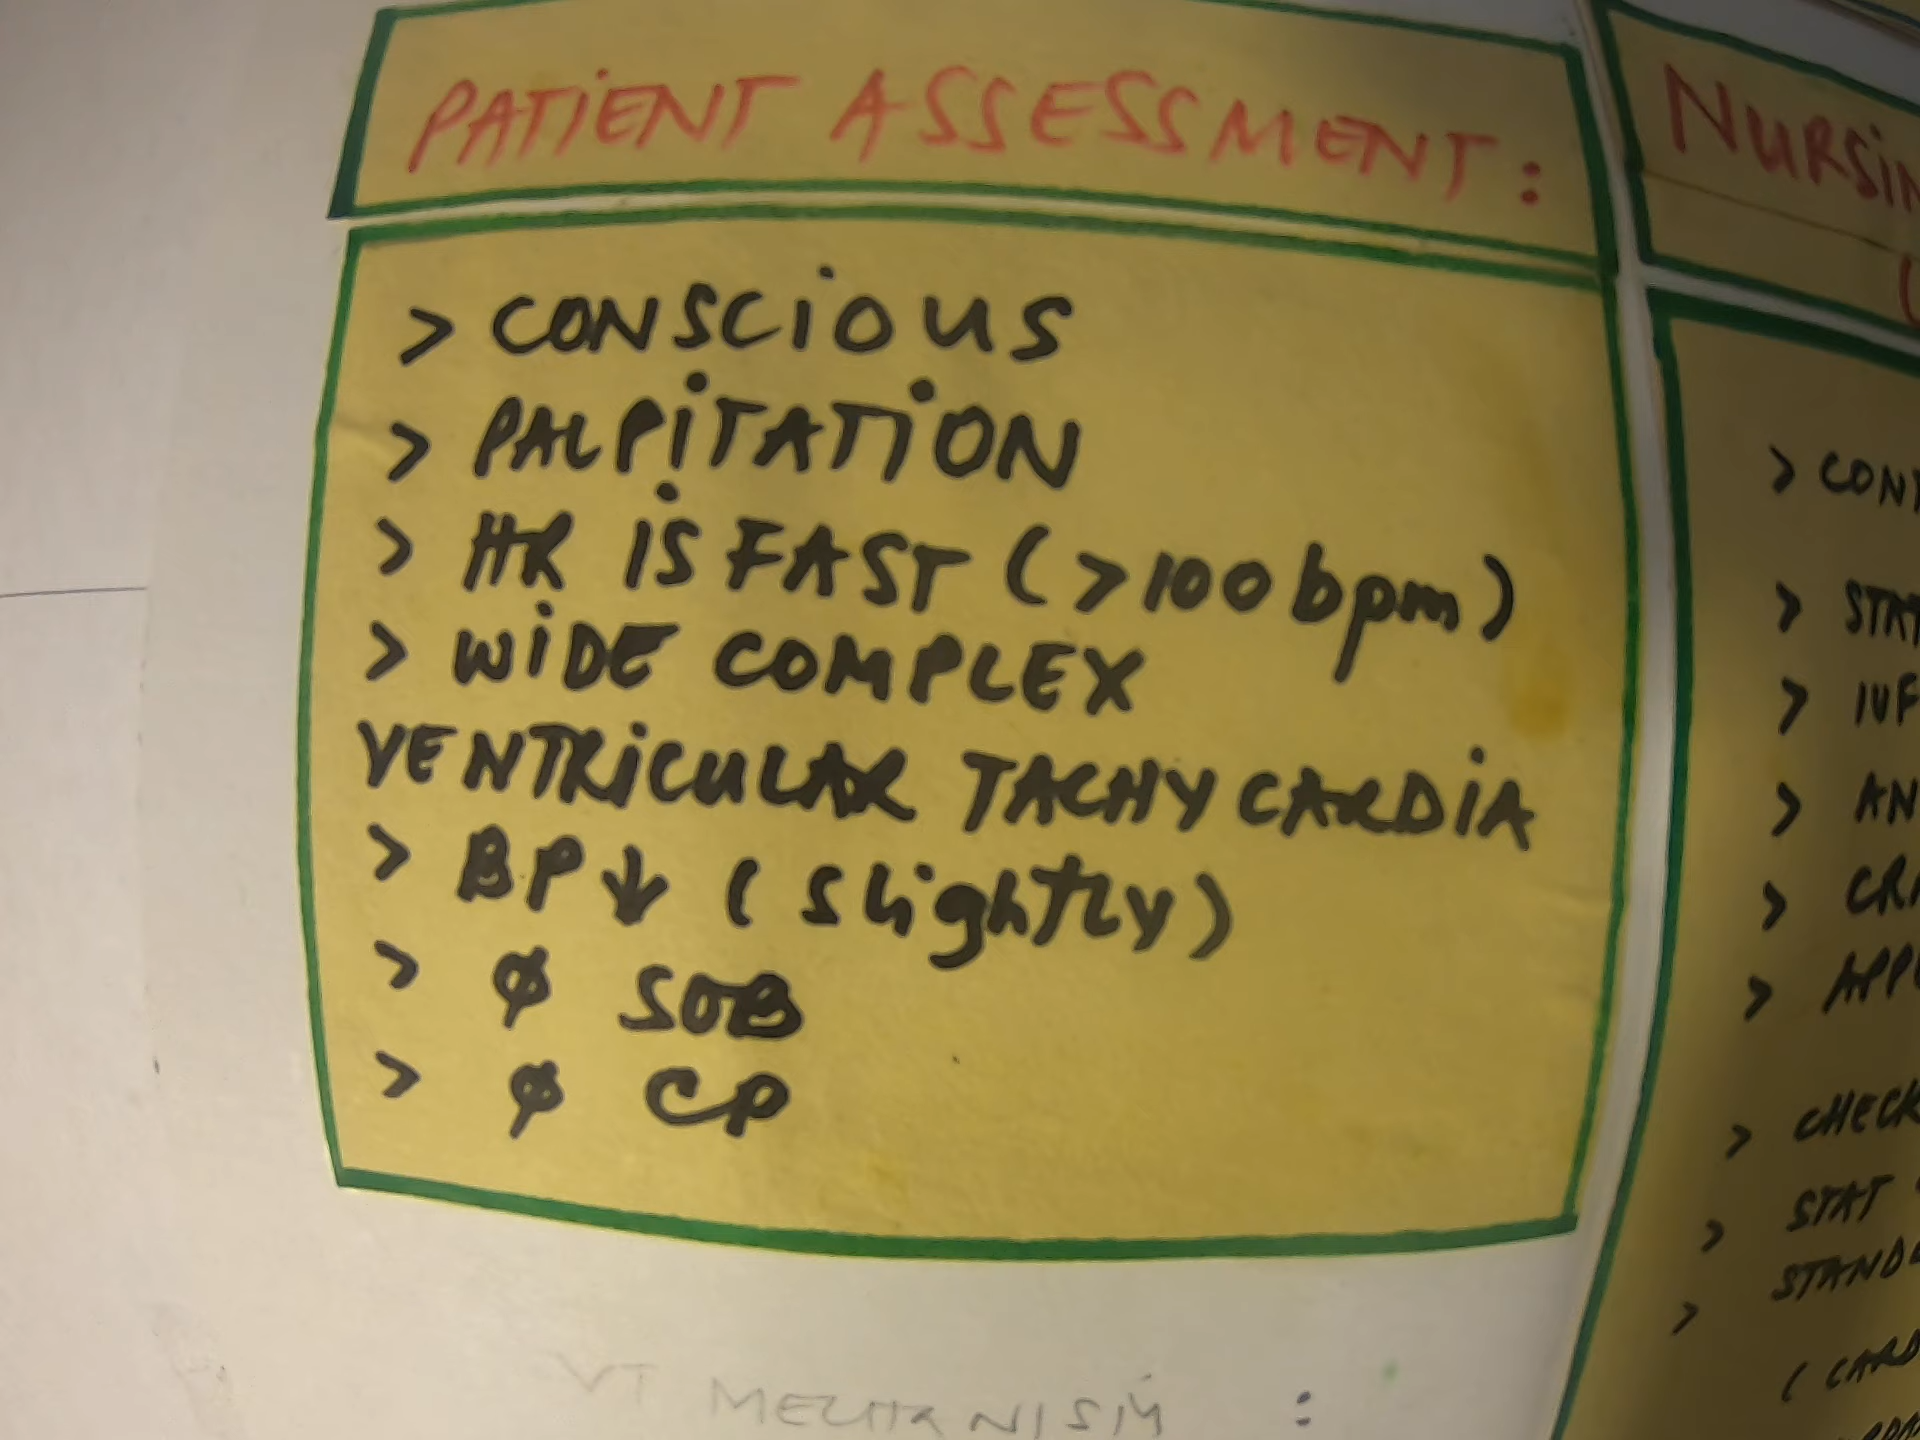 PATIENT ASSESSMENT:
> CONSCIOUS
> PALPITATION
> HR IS FAST (>100 bpm)
> WIDE COMPLEX
VENTRICULAR TACHYCARDIA
> BP ↓ (slightly)
> Ø SOB
> Ø CP
VT MECHANISM :
NURSIN
> CON
> STAT
> IVF
> AN
> CR
> APP
> CHECK
> STAT
STAND
>
( CARD